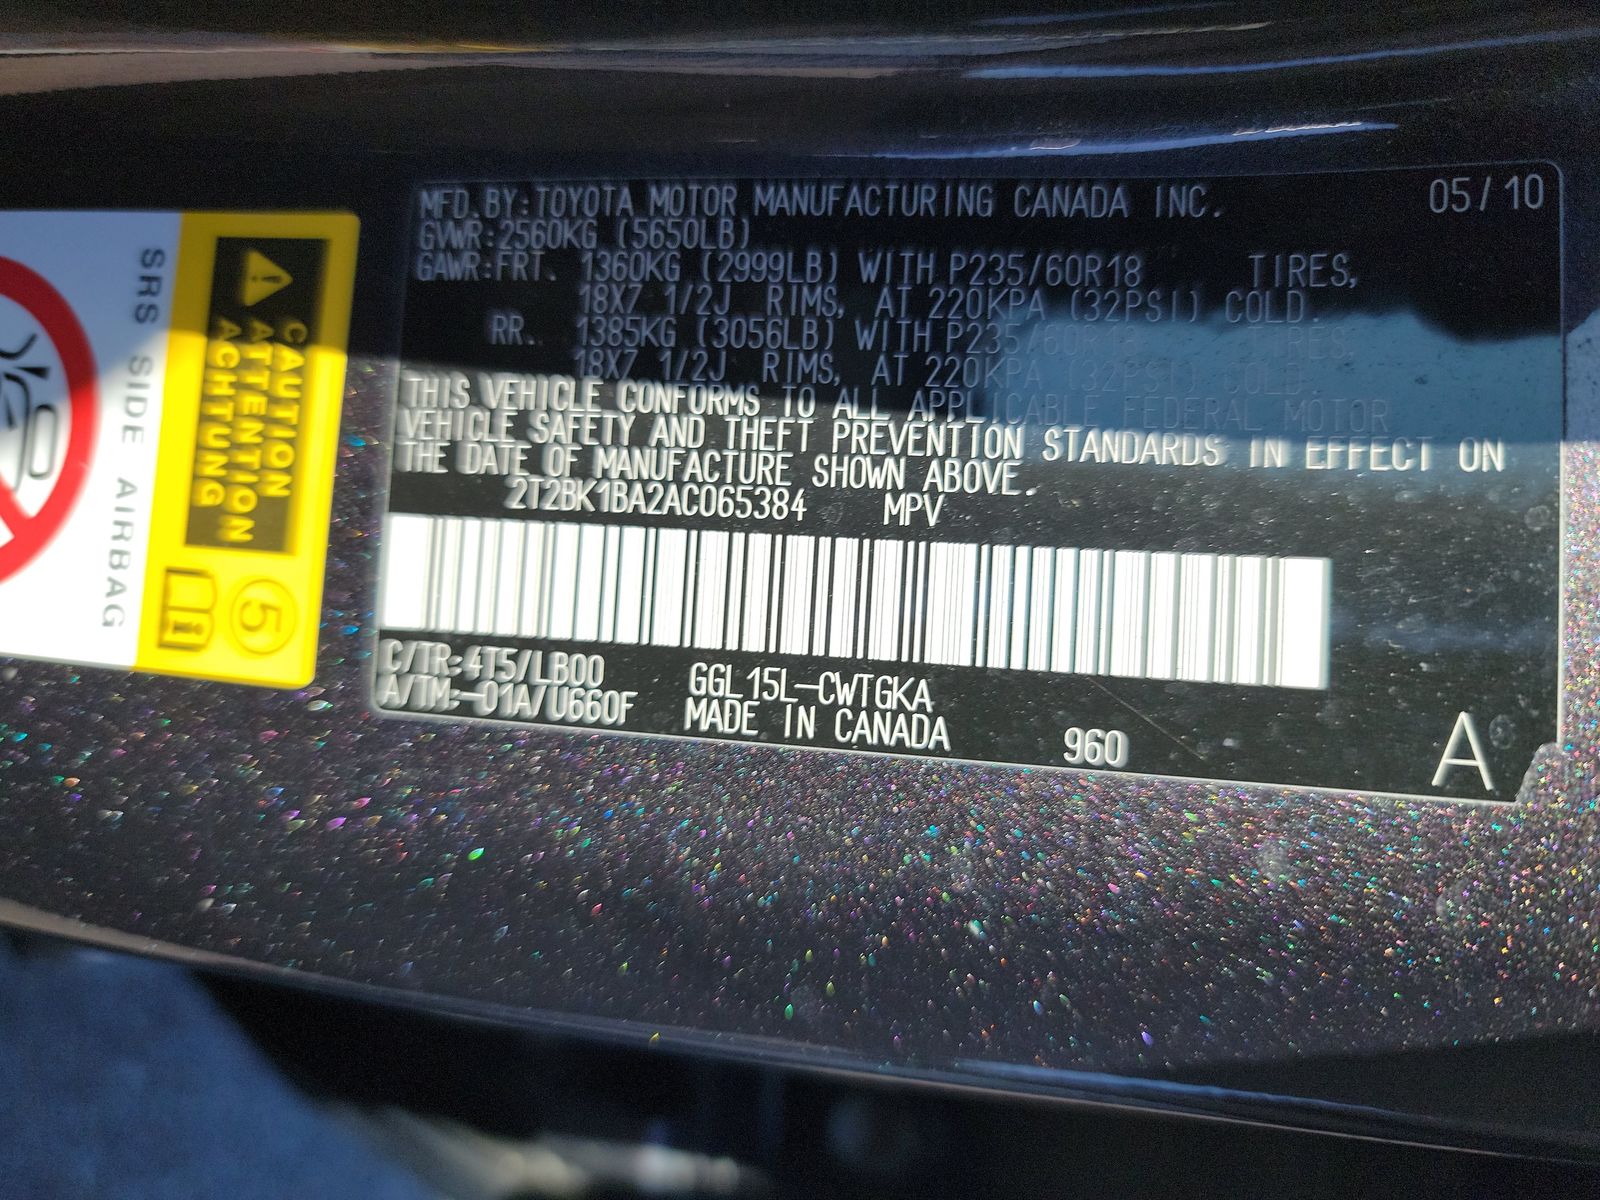 MFD.BY:TOYOTA MOTOR MANUFACTURING CANADA INC. 05/10
GVWR:2560KG (5650LB)
GAWR:FRT. 1360KG (2999LB) WITH P235/60R18 TIRES,
18X7 1/2J RIMS, AT 220KPA (32PSI) COLD.
RR. 1385KG (3056LB) WITH P235/60R18 TIRES,
18X7 1/2J RIMS, AT 220KPA (32PSI) COLD.
THIS VEHICLE CONFORMS TO ALL APPLICABLE FEDERAL MOTOR
VEHICLE SAFETY AND THEFT PREVENTION STANDARDS IN EFFECT ON
THE DATE OF MANUFACTURE SHOWN ABOVE.
2T2BK1BA2AC065384 MPV
C/TR:4T5/LB00 GGL15L-CWTGKA
A/TM:-01A/U660F MADE IN CANADA 960 A
CAUTION
ATTENTION
ACHTUNG
5
SRS SIDE AIRBAG